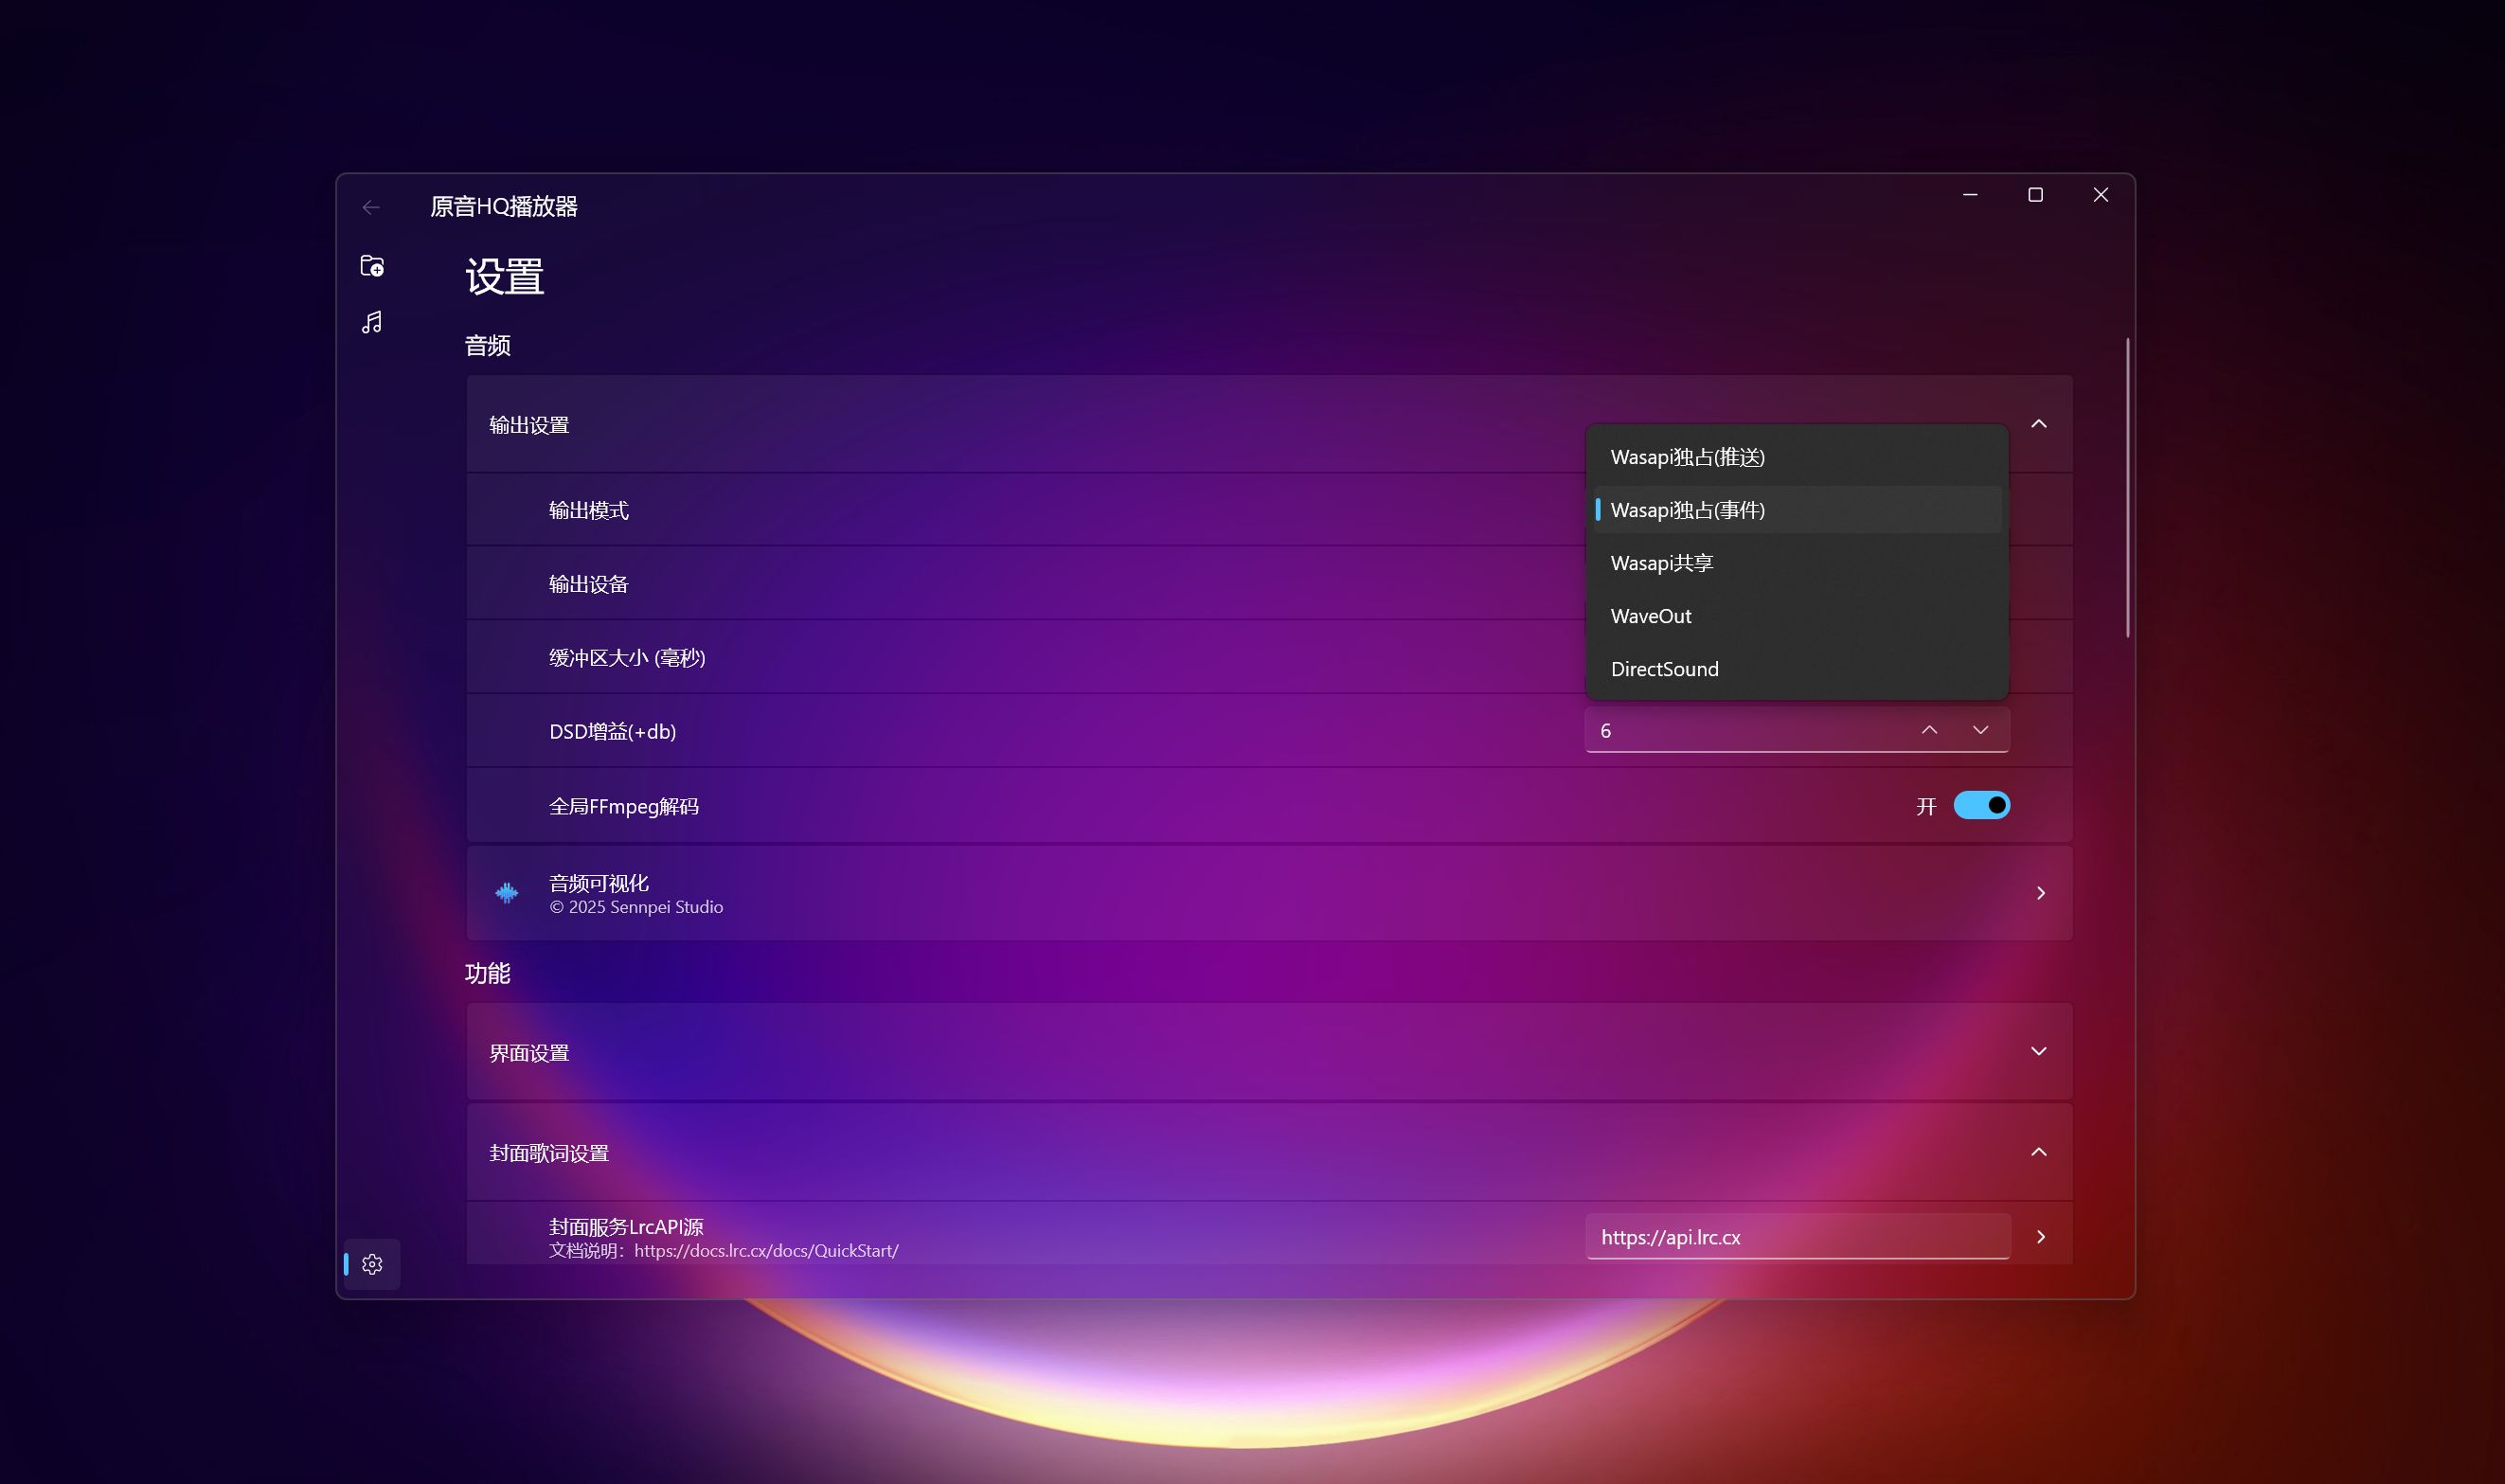 原音HQ播放器
设置
音频
输出设置
Wasapi独占(推送)
输出模式
Wasapi独占(事件)
Wasapi共享
输出设备
WaveOut
缓冲区大小 (毫秒)
DirectSound
DSD增益(+db)
6
全局FFmpeg解码
开
音频可视化
© 2025 Sennpei Studio
功能
界面设置
封面歌词设置
封面服务LrcAPI源
文档说明：https://docs.lrc.cx/docs/QuickStart/
https://api.lrc.cx